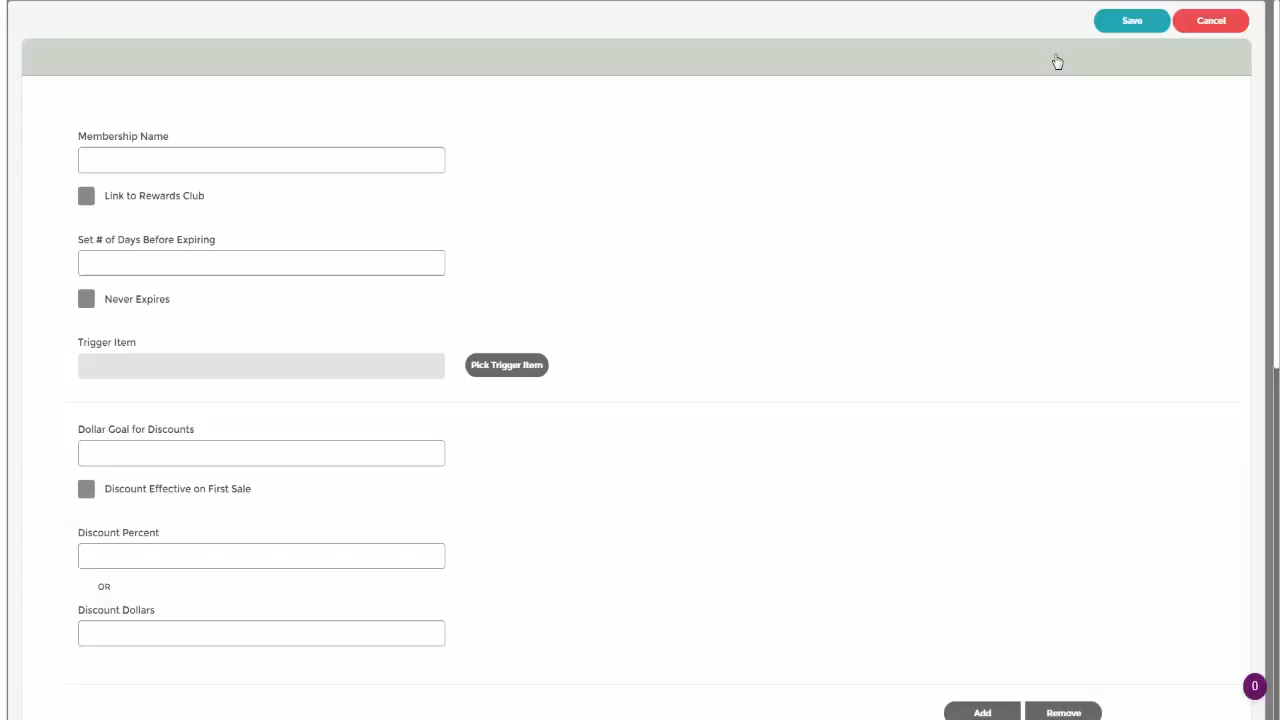 Save Cancel
Membership Name
Link to Rewards Club
Set # of Days Before Expiring
Never Expires
Trigger Item
Pick Trigger Item
Dollar Goal for Discounts
Discount Effective on First Sale
Discount Percent
OR
Discount Dollars
0
Add Remove